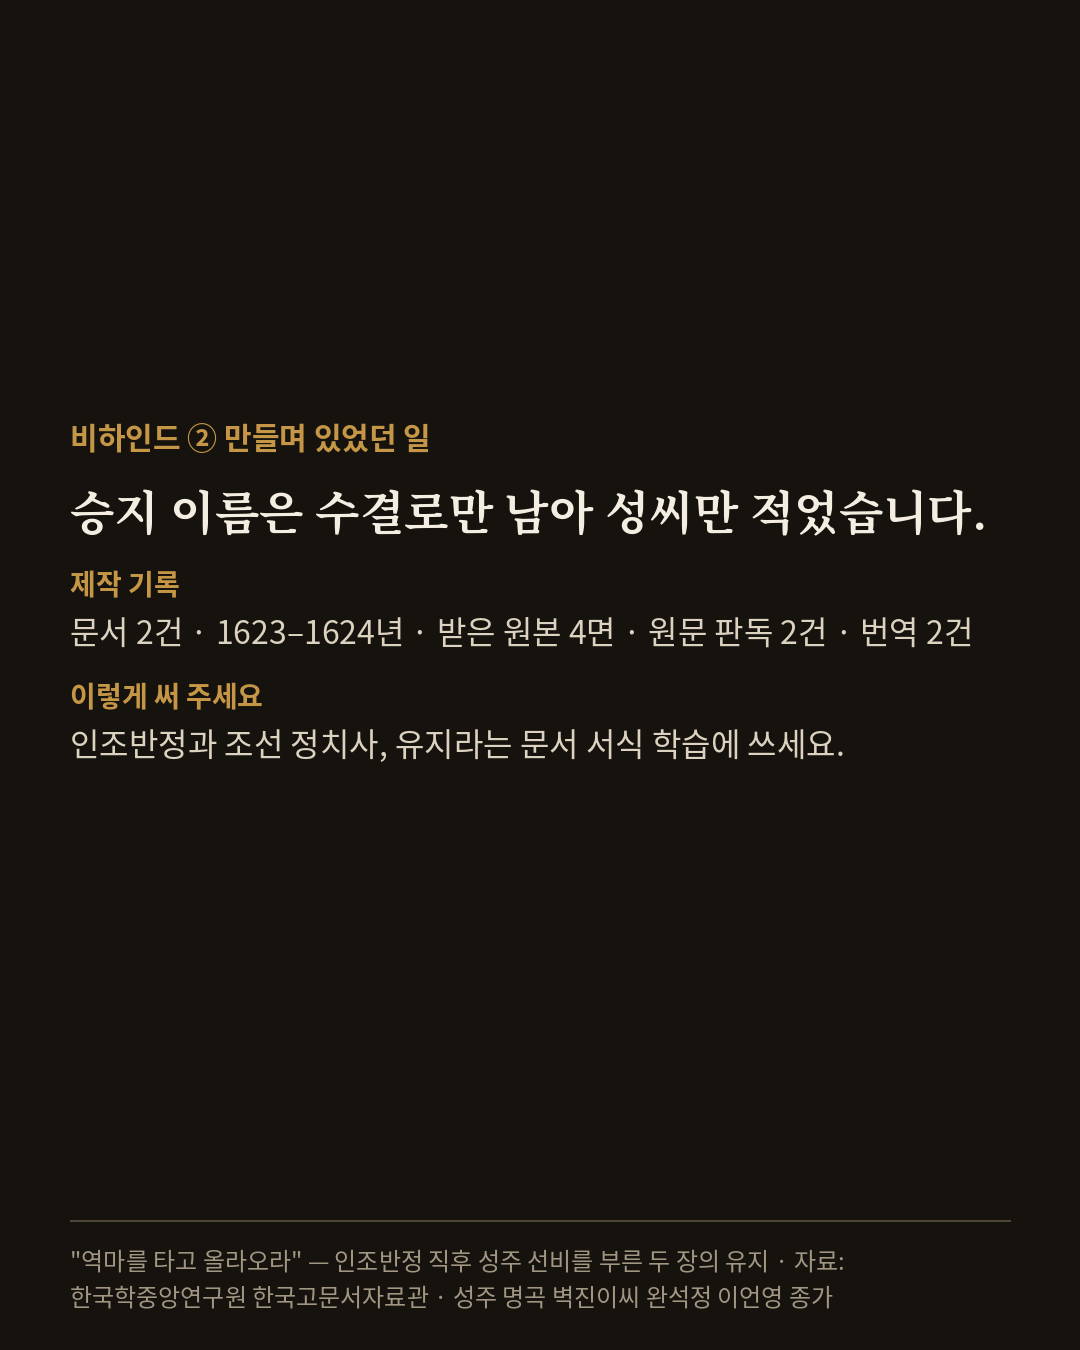 비하인드 ② 만들며 있었던 일
승지 이름은 수결로만 남아 성씨만 적었습니다.
제작 기록
문서 2건 · 1623–1624년 · 받은 원본 4면 · 원문 판독 2건 · 번역 2건
이렇게 써 주세요
인조반정과 조선 정치사, 유지라는 문서 서식 학습에 쓰세요.
"역마를 타고 올라오라" — 인조반정 직후 성주 선비를 부른 두 장의 유지 · 자료:
한국학중앙연구원 한국고문서자료관 · 성주 명곡 벽진이씨 완석정 이언영 종가